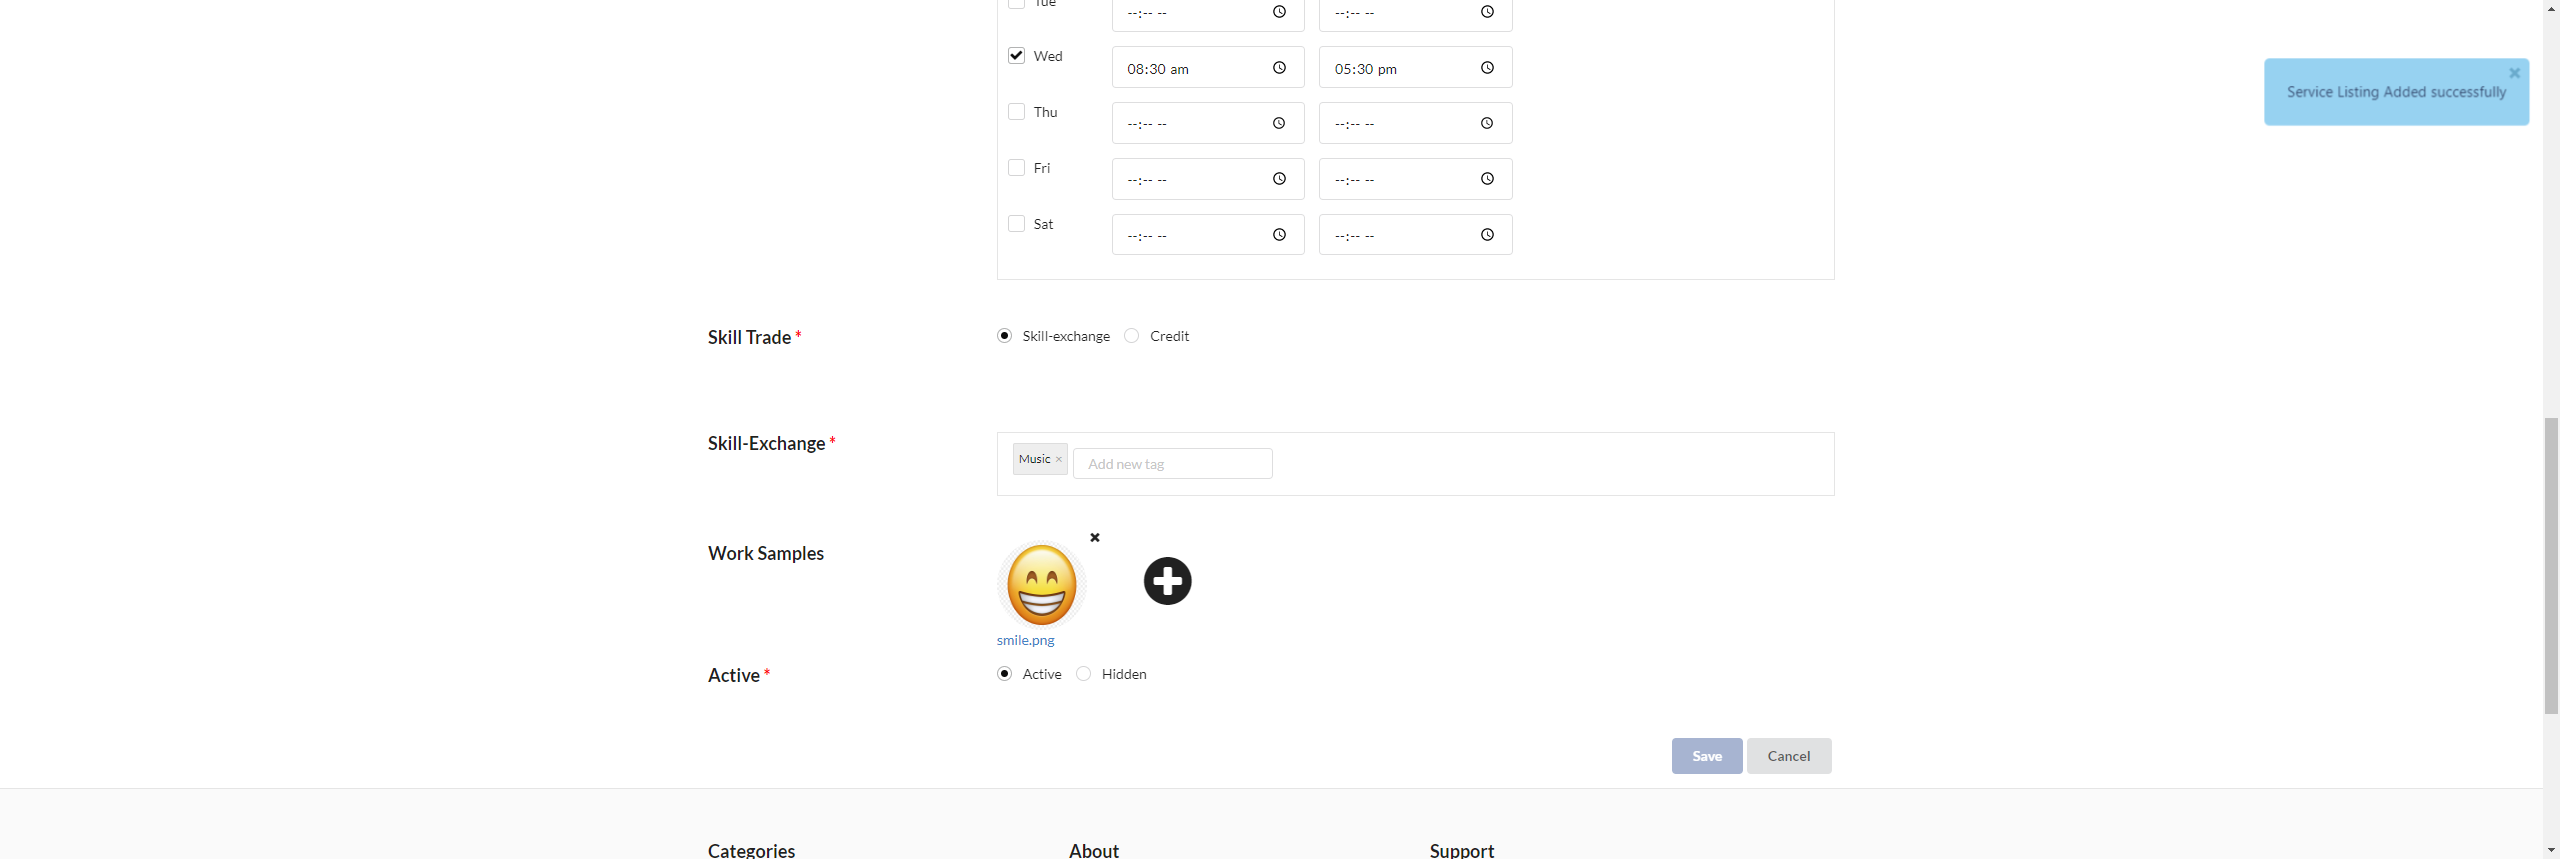 Tue --:-- -- --:-- --
Wed 08:30 am 05:30 pm
Service Listing Added successfully
Thu --:-- -- --:-- --
Fri --:-- -- --:-- --
Sat --:-- -- --:-- --
Skill Trade * Skill-exchange Credit
Skill-Exchange * Music × Add new tag
Work Samples
smile.png
Active * Active Hidden
Save Cancel
Categories About Support